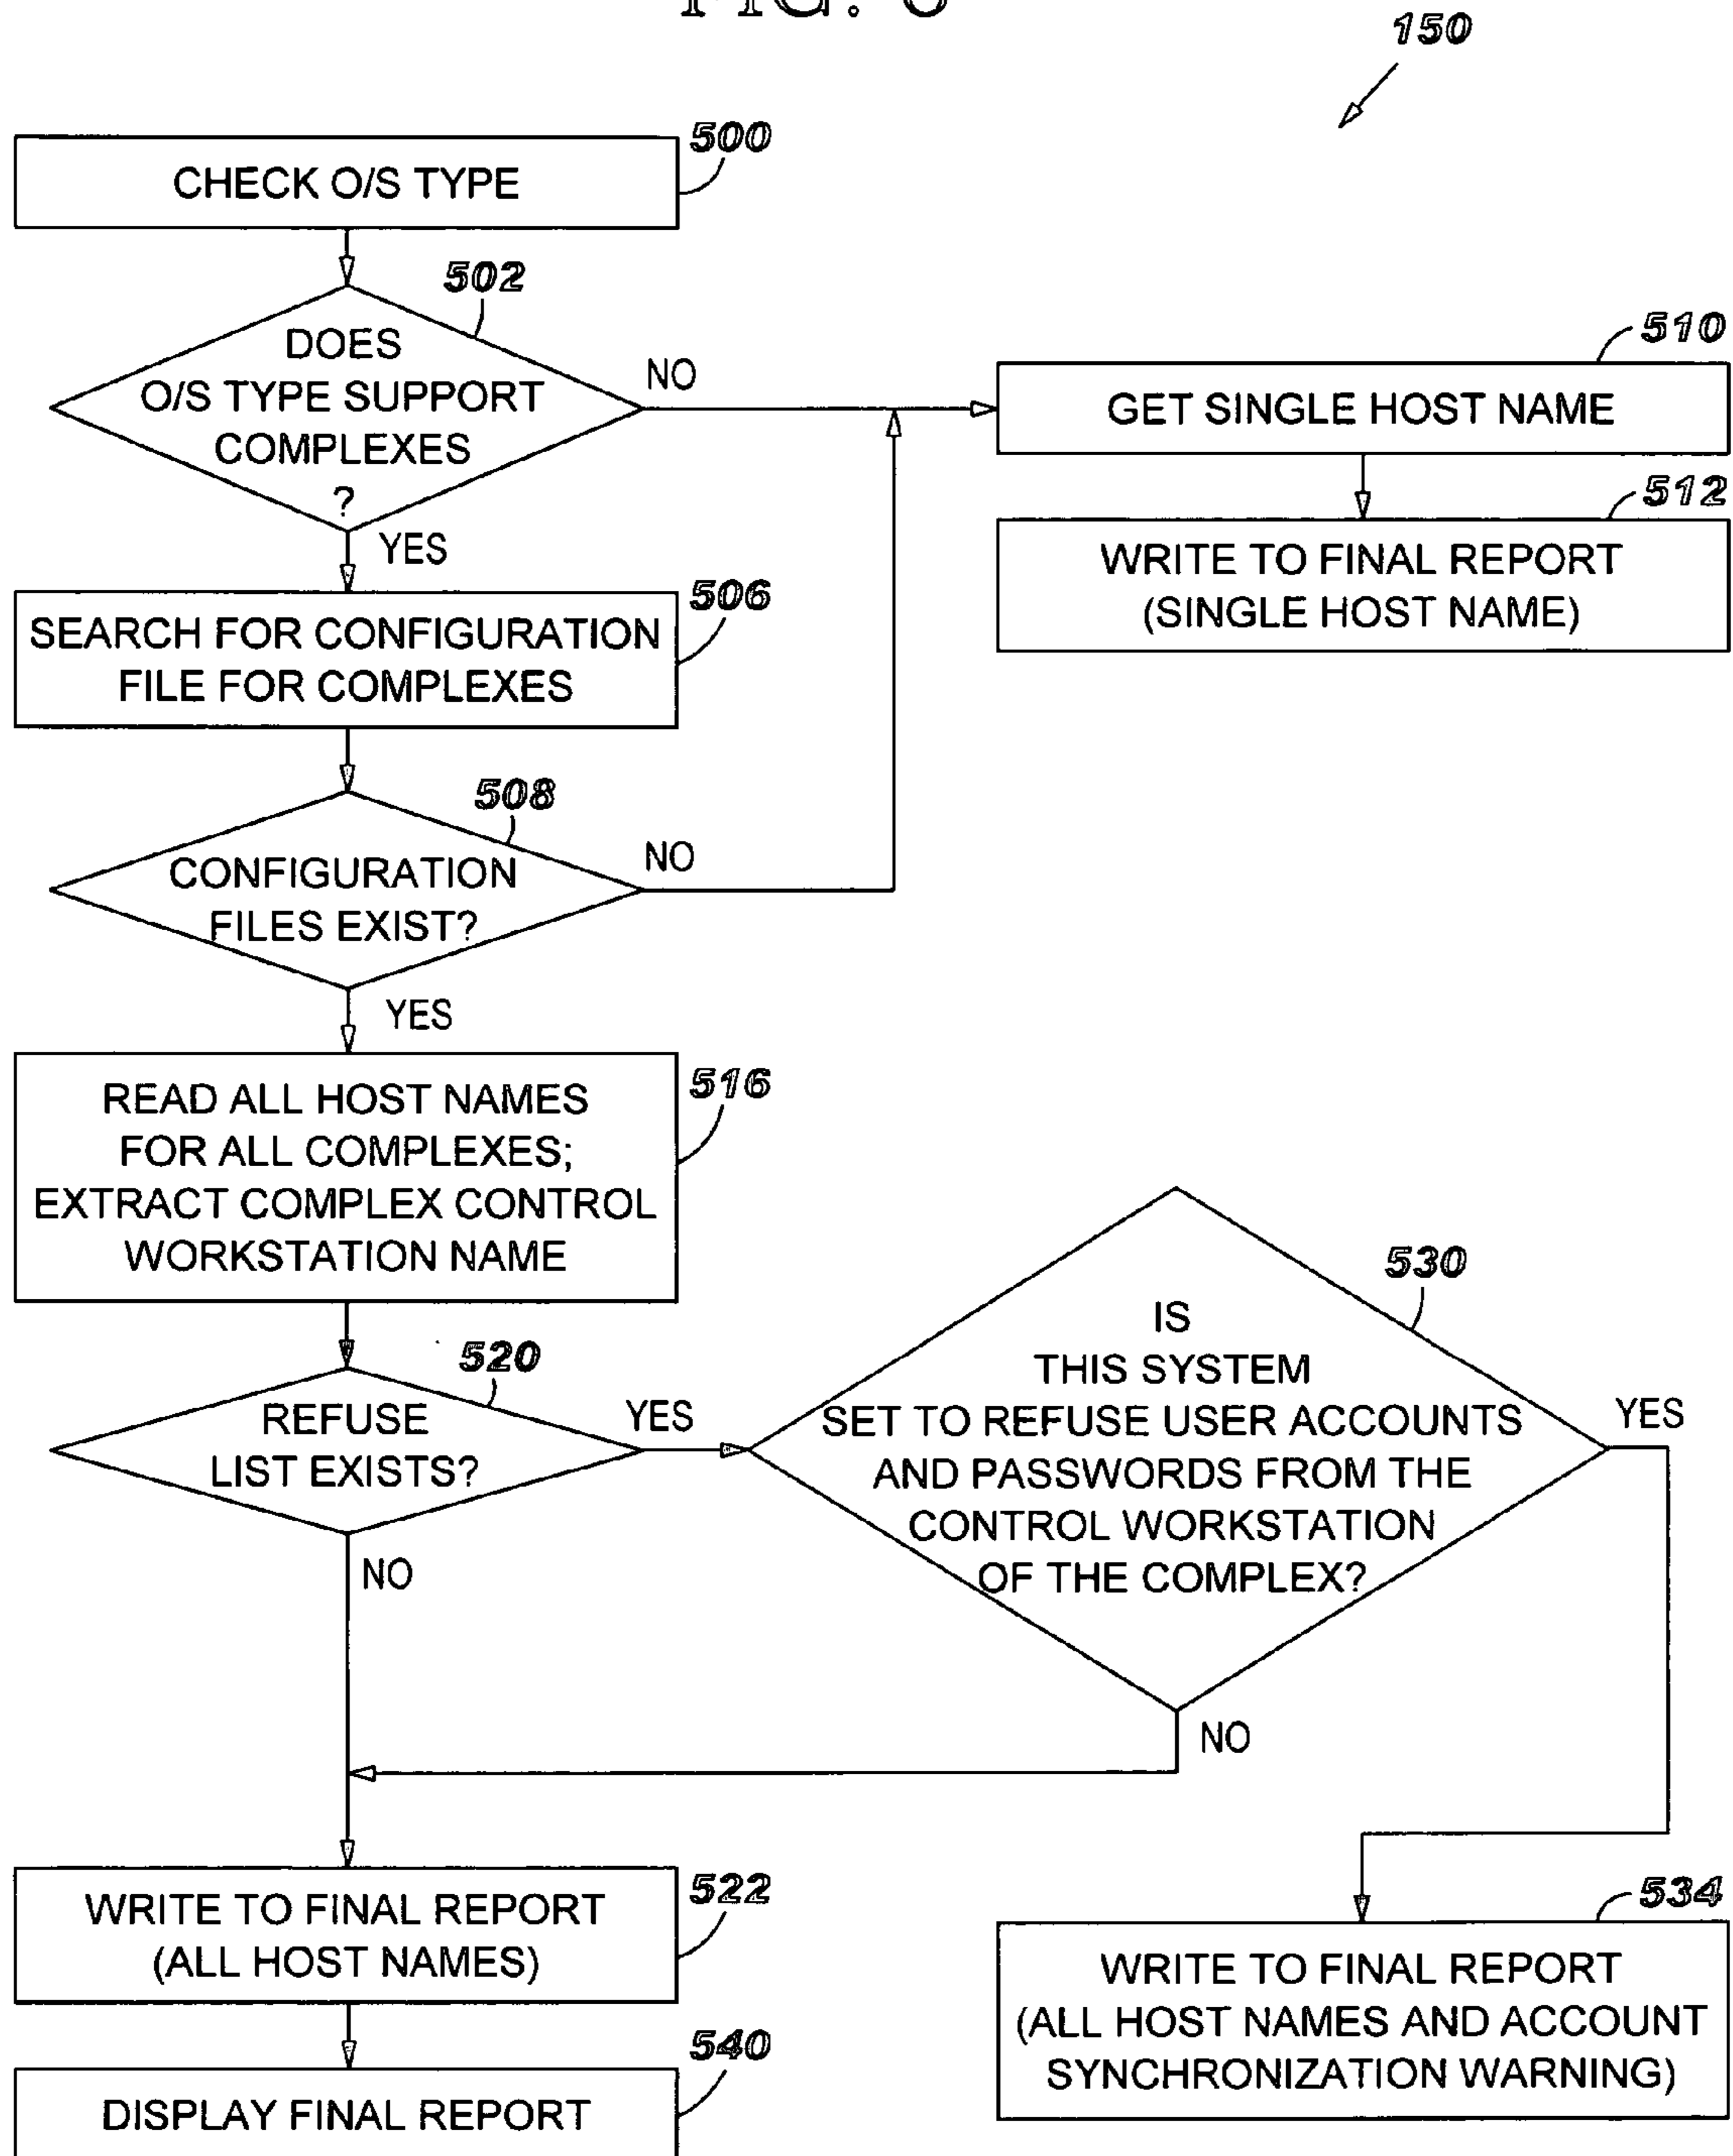 150
500
CHECK O/S TYPE
502
DOES
O/S TYPE SUPPORT
COMPLEXES
?
NO
YES
510
GET SINGLE HOST NAME
512
WRITE TO FINAL REPORT
(SINGLE HOST NAME)
506
SEARCH FOR CONFIGURATION
FILE FOR COMPLEXES
508
CONFIGURATION
FILES EXIST?
NO
YES
516
READ ALL HOST NAMES
FOR ALL COMPLEXES;
EXTRACT COMPLEX CONTROL
WORKSTATION NAME
520
REFUSE
LIST EXISTS?
YES
NO
530
IS
THIS SYSTEM
SET TO REFUSE USER ACCOUNTS
AND PASSWORDS FROM THE
CONTROL WORKSTATION
OF THE COMPLEX?
YES
NO
522
WRITE TO FINAL REPORT
(ALL HOST NAMES)
534
WRITE TO FINAL REPORT
(ALL HOST NAMES AND ACCOUNT
SYNCHRONIZATION WARNING)
540
DISPLAY FINAL REPORT